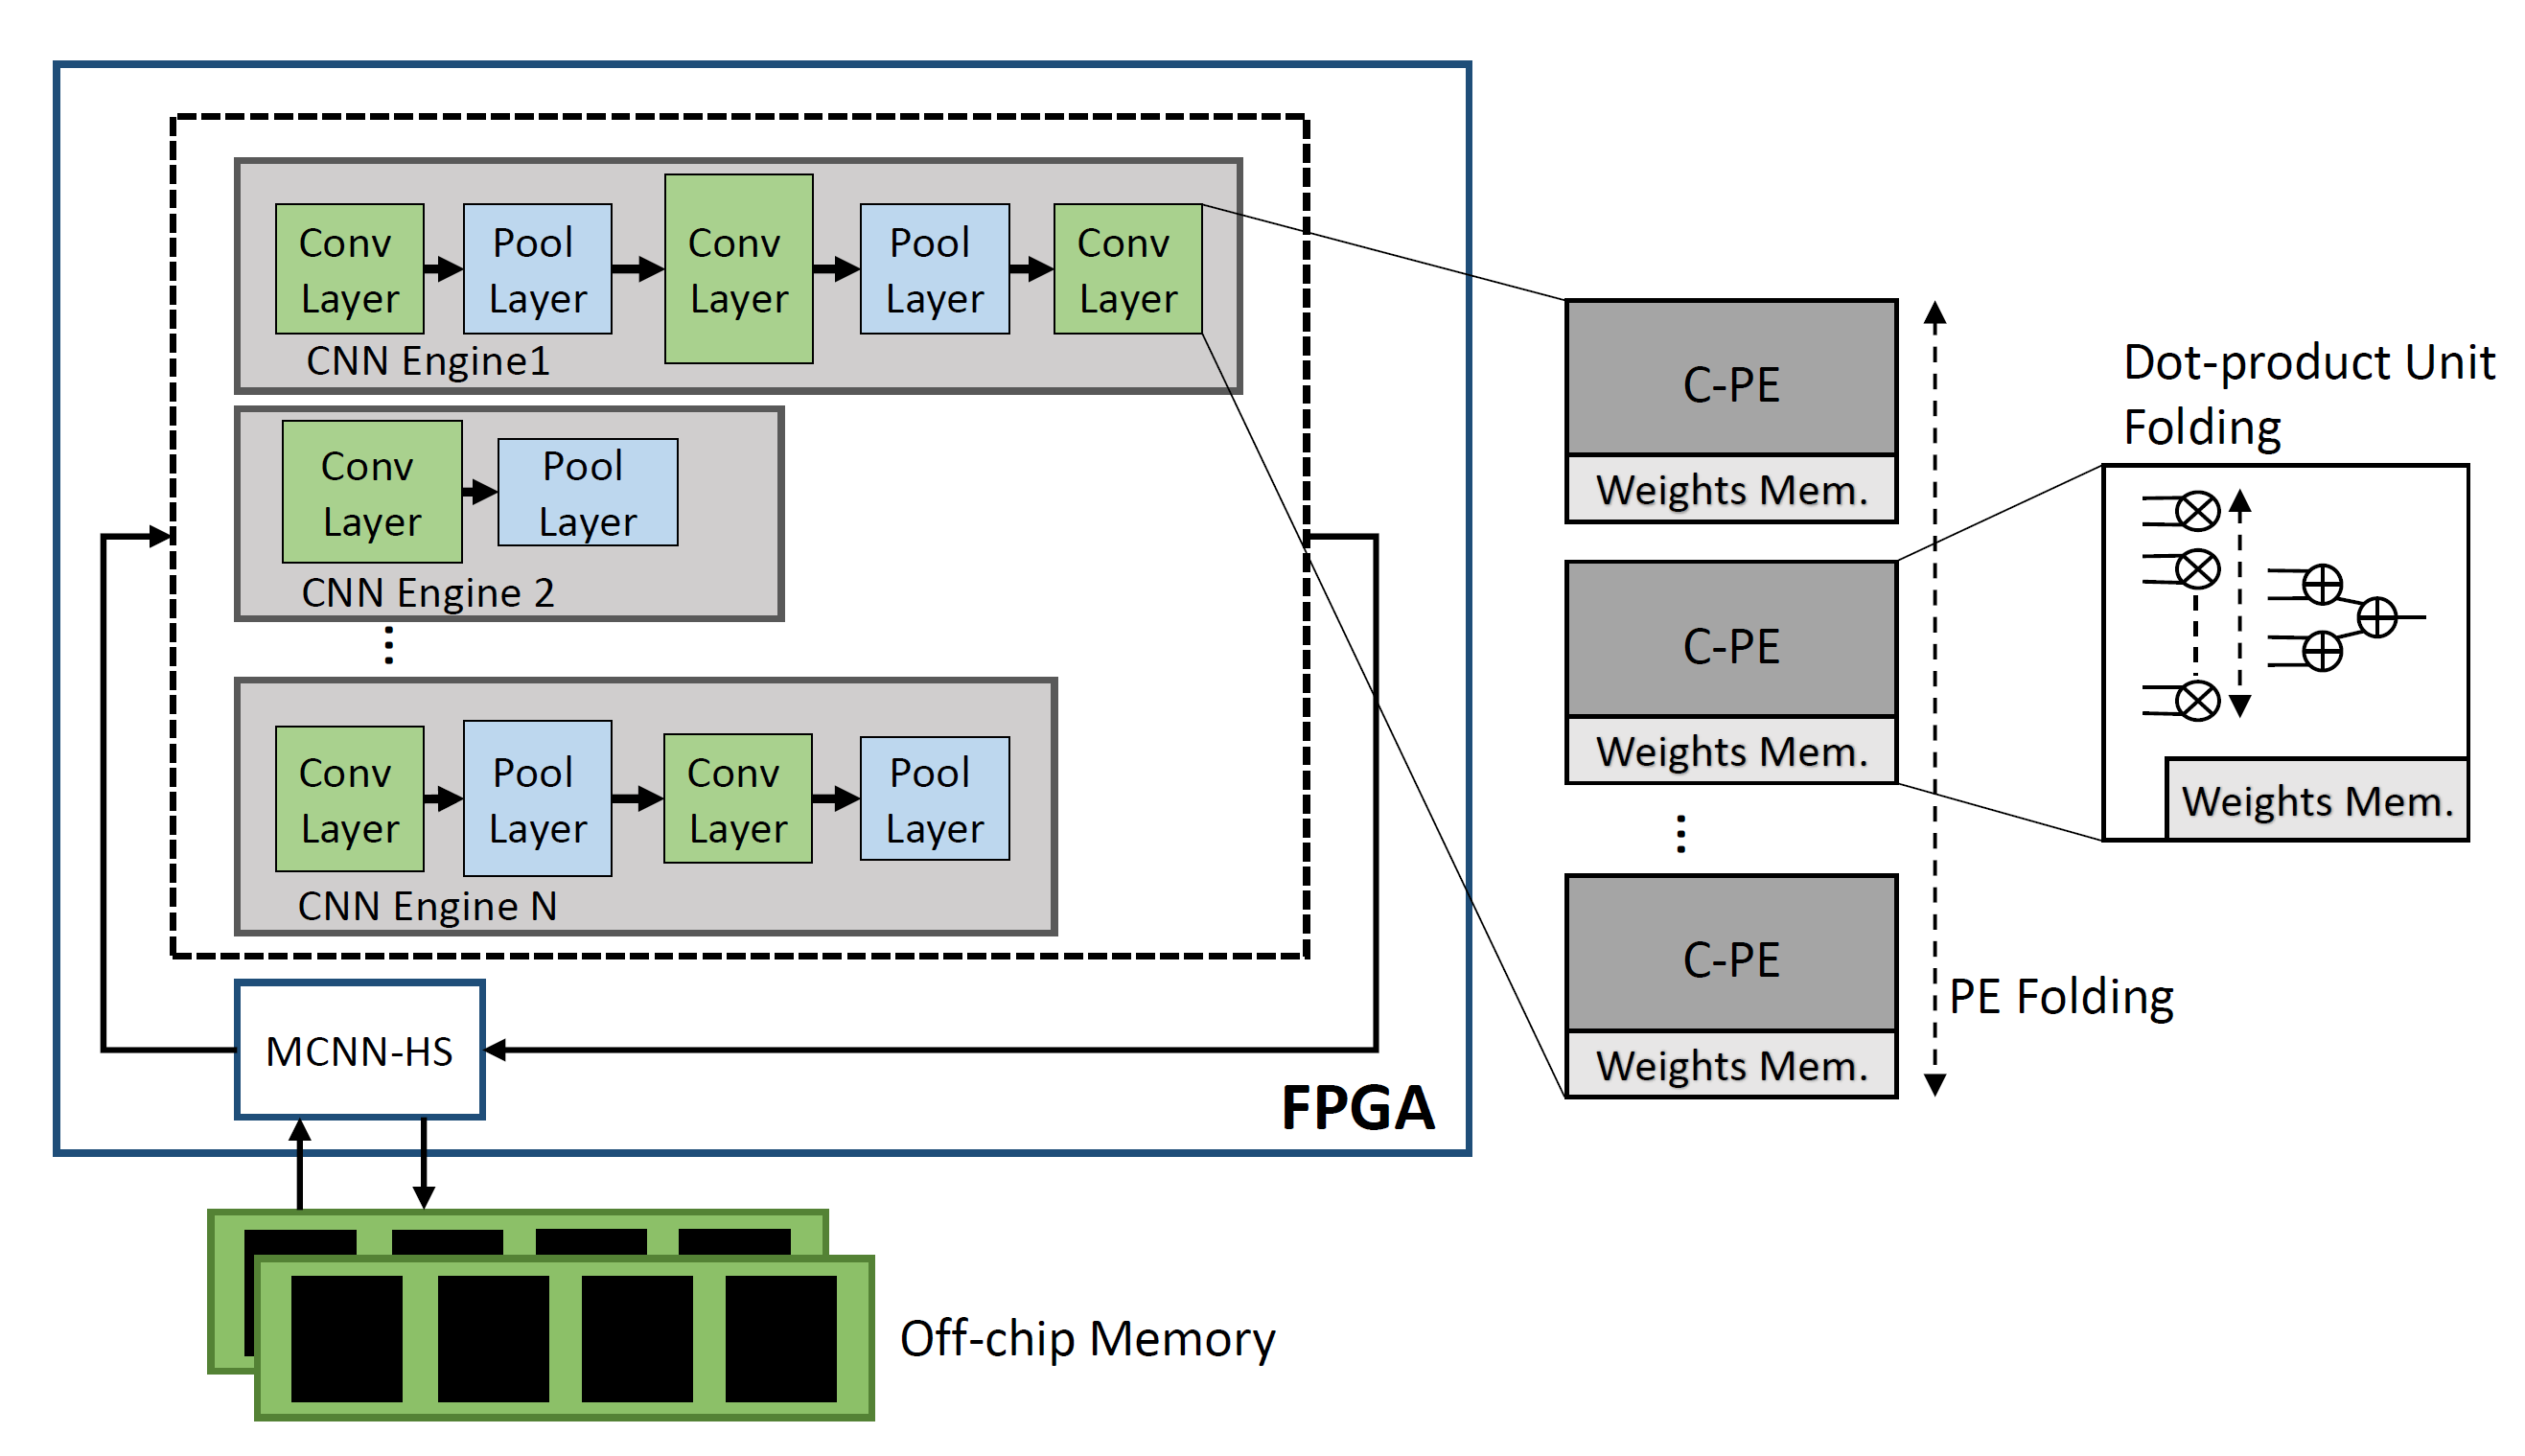 Conv
Layer
Pool
Layer
Conv
Layer
Pool
Layer
Conv
Layer
CNN Engine1
Conv
Layer
Pool
Layer
CNN Engine 2
⋮
Conv
Layer
Pool
Layer
Conv
Layer
Pool
Layer
CNN Engine N
MCNN-HS
FPGA
Off-chip Memory
C-PE
Weights Mem.
C-PE
Weights Mem.
⋮
C-PE
Weights Mem.
PE Folding
Dot-product Unit
Folding
Weights Mem.